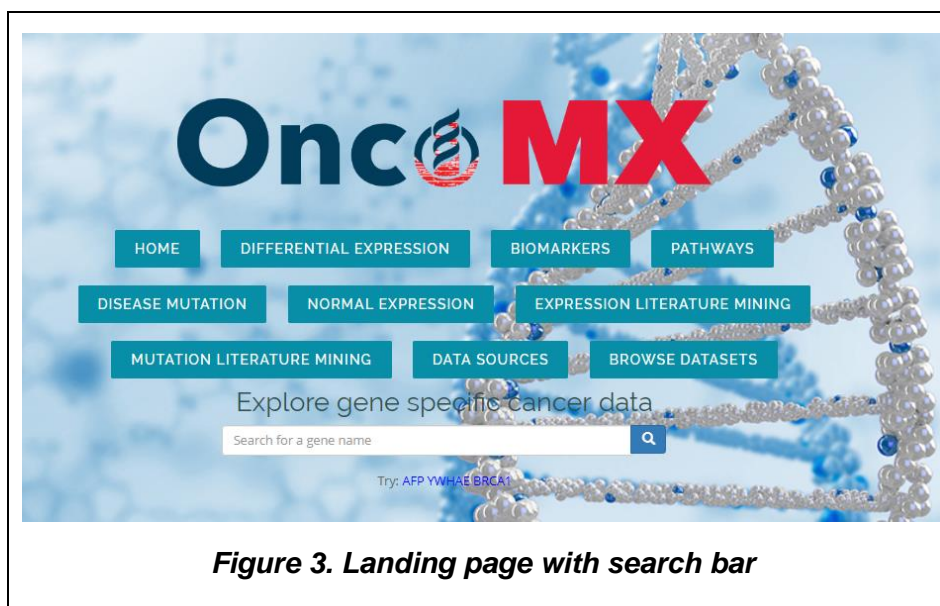 Onco MX
HOME DIFFERENTIAL EXPRESSION BIOMARKERS PATHWAYS
DISEASE MUTATION NORMAL EXPRESSION EXPRESSION LITERATURE MINING
MUTATION LITERATURE MINING DATA SOURCES BROWSE DATASETS
Explore gene specific cancer data
Search for a gene name
Try: AFP YWHAE BRCA1
Figure 3. Landing page with search bar